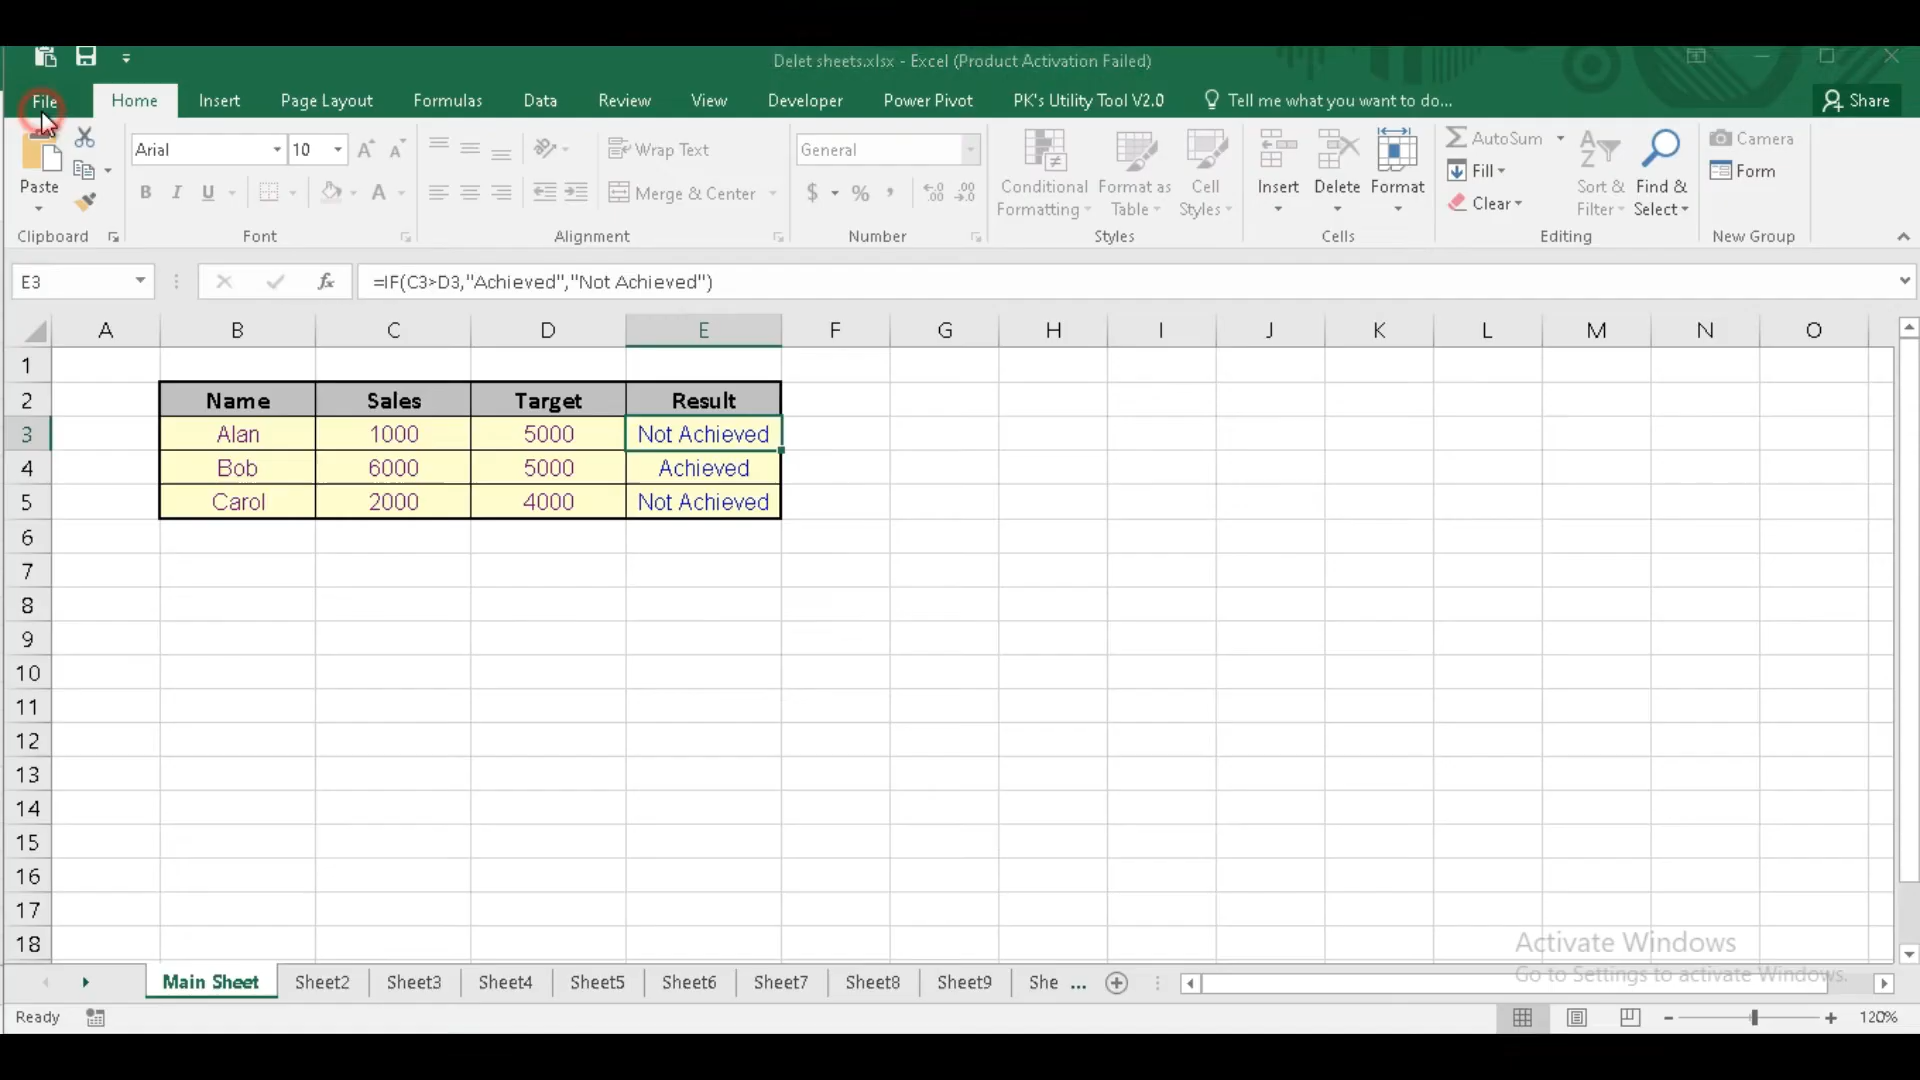 Delet sheets.xlsx - Excel (Product Activation Failed)
File Home Insert Page Layout Formulas Data Review View Developer Power Pivot PK's Utility Tool V2.0 Tell me what you want to do... Share
Arial 10 Wrap Text General AutoSum Camera
Paste Merge & Center $ % Conditional Formatting Format as Table Cell Styles Insert Delete Format Fill Clear Sort & Filter Find & Select Form
Clipboard Font Alignment Number Styles Cells Editing New Group
E3 fx =IF(C3>D3,"Achieved","Not Achieved")
A B C D E F G H I J K L M N O
1
2 Name Sales Target Result
3 Alan 1000 5000 Not Achieved
4 Bob 6000 5000 Achieved
5 Carol 2000 4000 Not Achieved
6
7
8
9
10
11
12
13
14
15
16
17
18
Activate Windows
Go to Settings to activate Windows.
Main Sheet Sheet2 Sheet3 Sheet4 Sheet5 Sheet6 Sheet7 Sheet8 Sheet9 She ...
Ready 120%